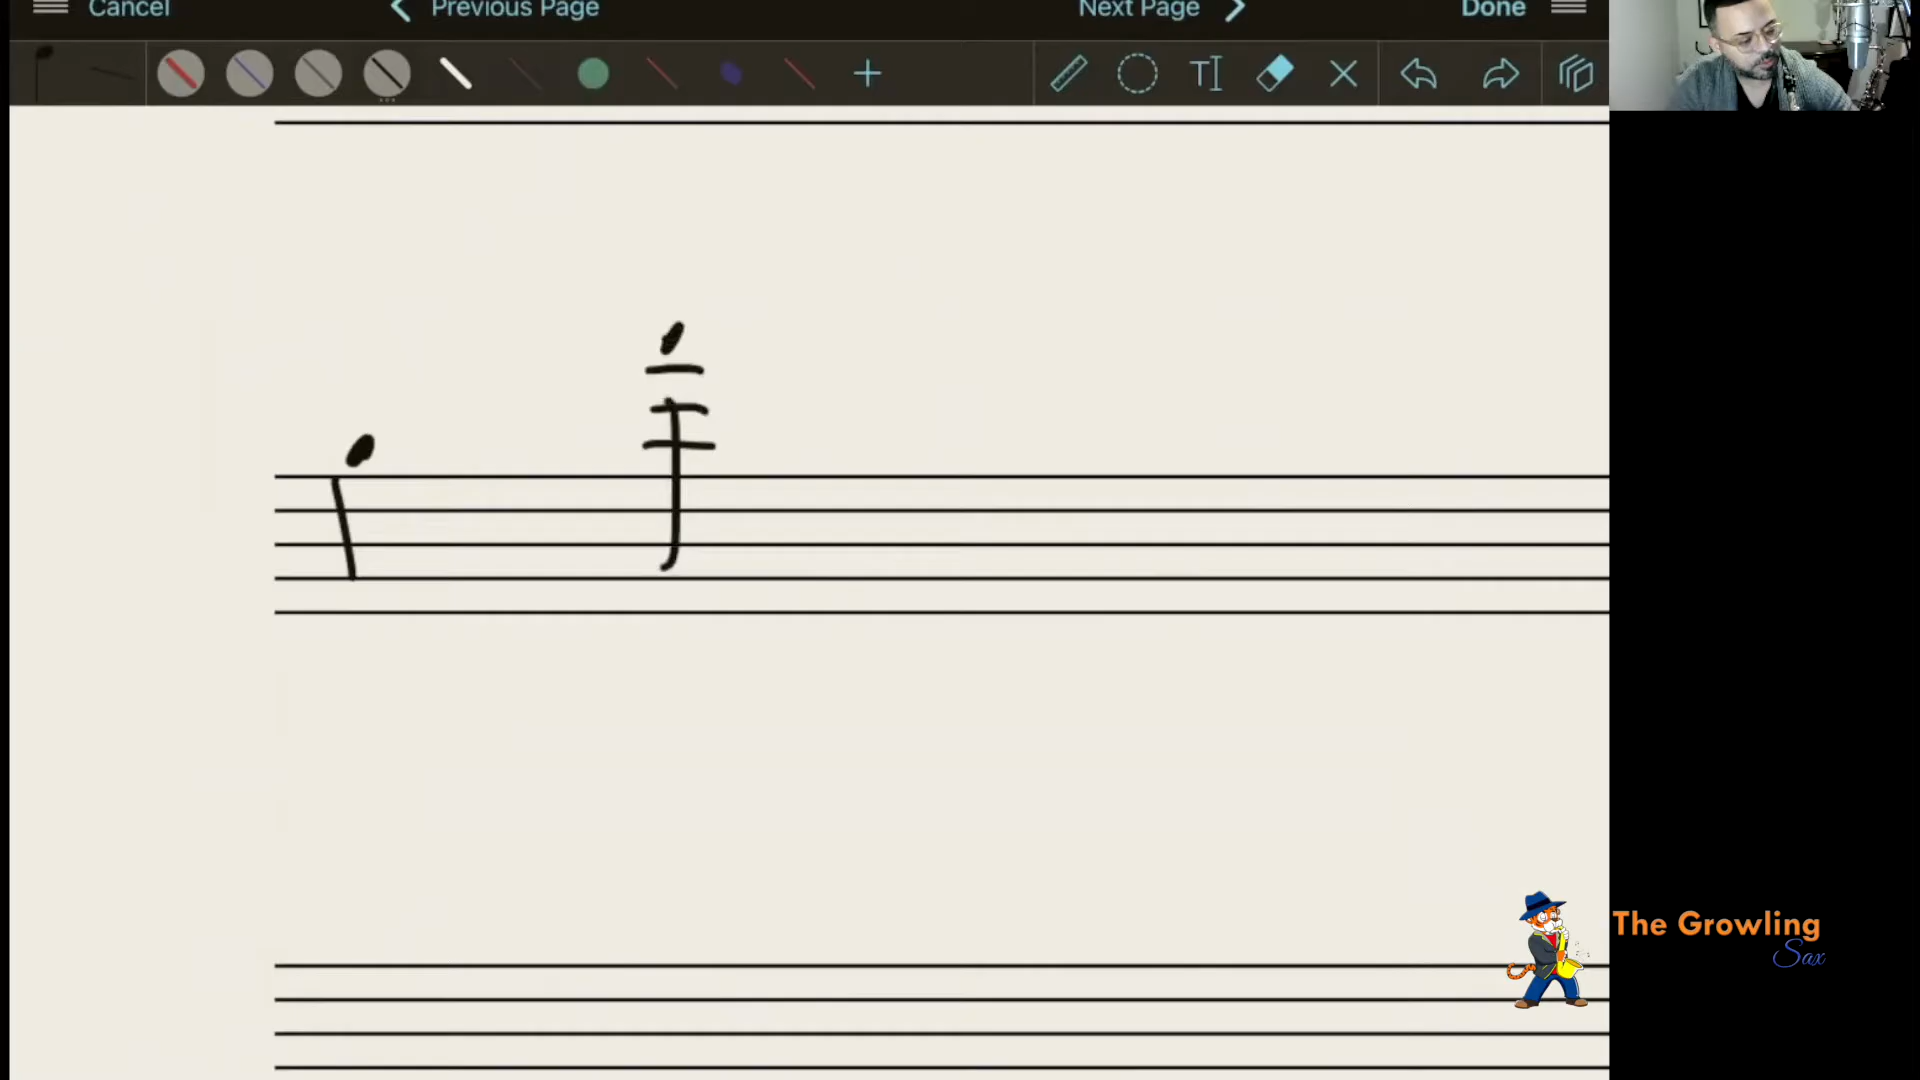 Cancel
Previous Page
Next Page
Done
The Growling
Sax